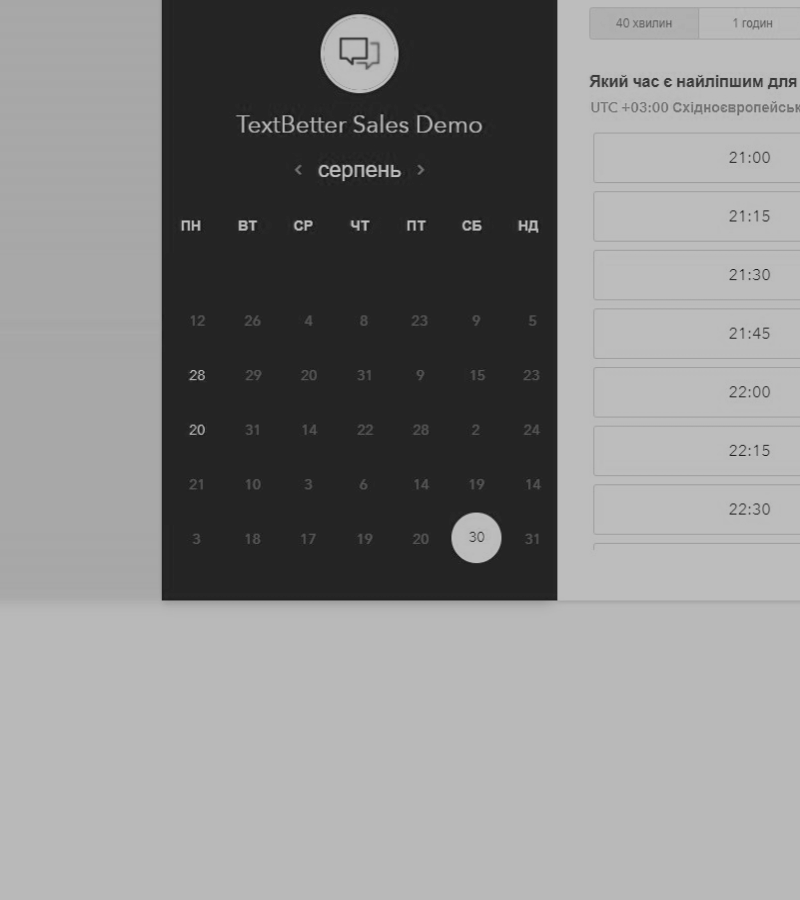 TextBetter Sales Demo
‹ серпень ›
ПН ВТ СР ЧТ ПТ СБ НД
12 26 4 8 23 9 5
28 29 20 31 9 15 23
20 31 14 22 28 2 24
21 10 3 6 14 19 14
3 18 17 19 20 30 31
40 хвилин 1 годин
Який час є найліпшим для
UTC +03:00 Східноєвропейськ
21:00
21:15
21:30
21:45
22:00
22:15
22:30